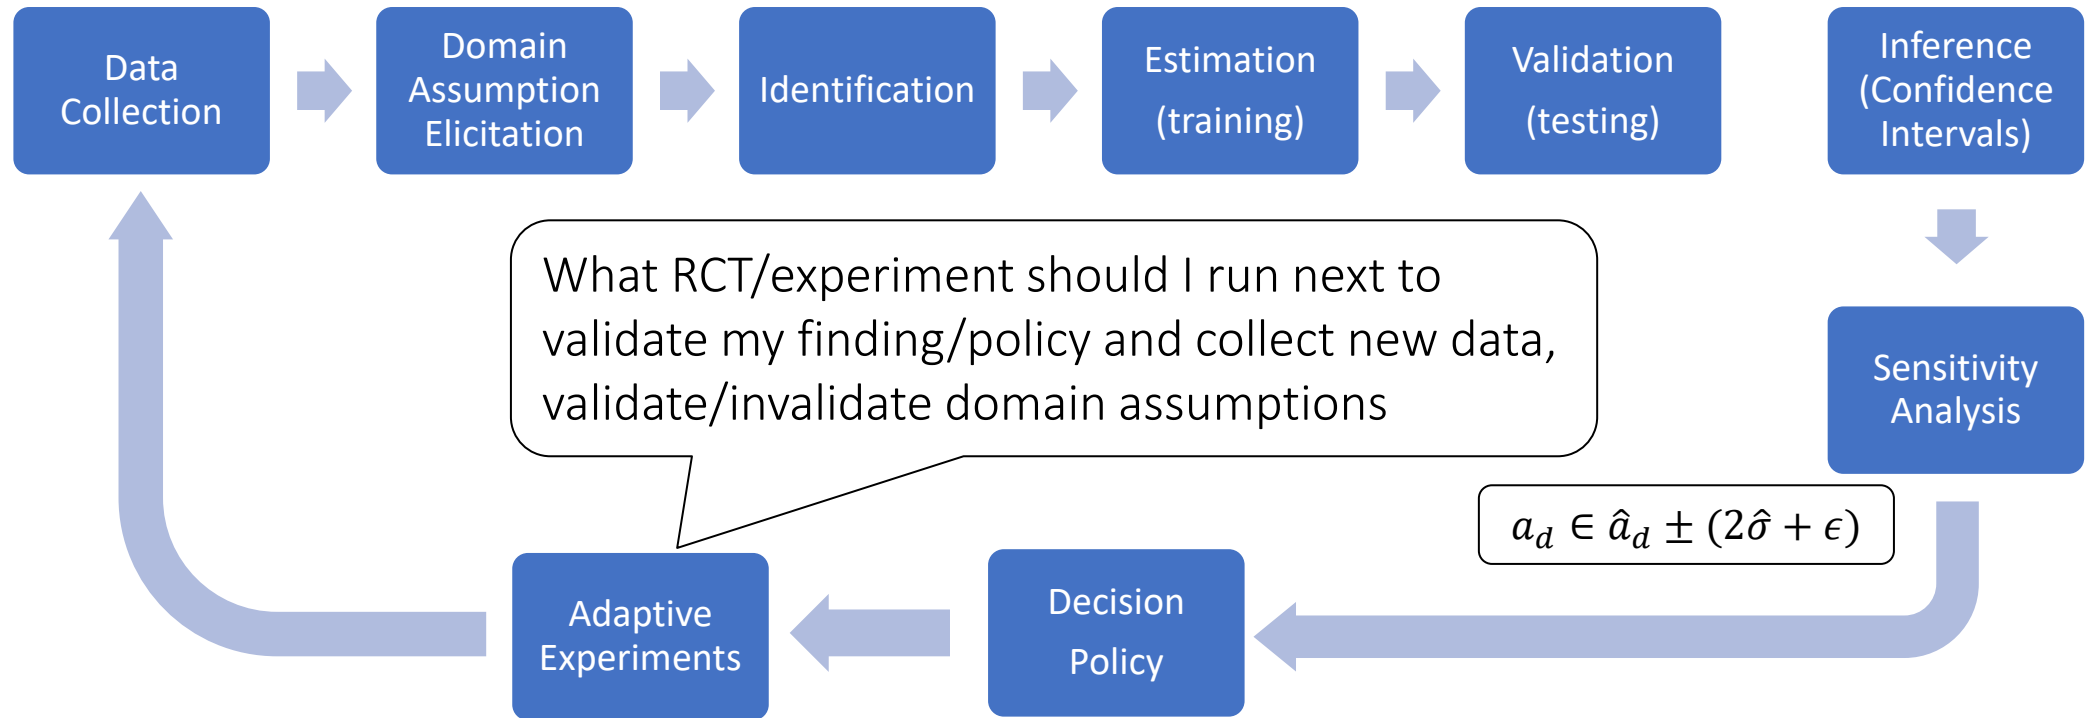 Data
Collection
Domain
Assumption
Elicitation
Identification
Estimation
(training)
Validation
(testing)
Inference
(Confidence
Intervals)
What RCT/experiment should I run next to
validate my finding/policy and collect new data,
validate/invalidate domain assumptions
Sensitivity
Analysis
a_d ∈ â_d ± (2σ̂ + ϵ)
Decision
Policy
Adaptive
Experiments